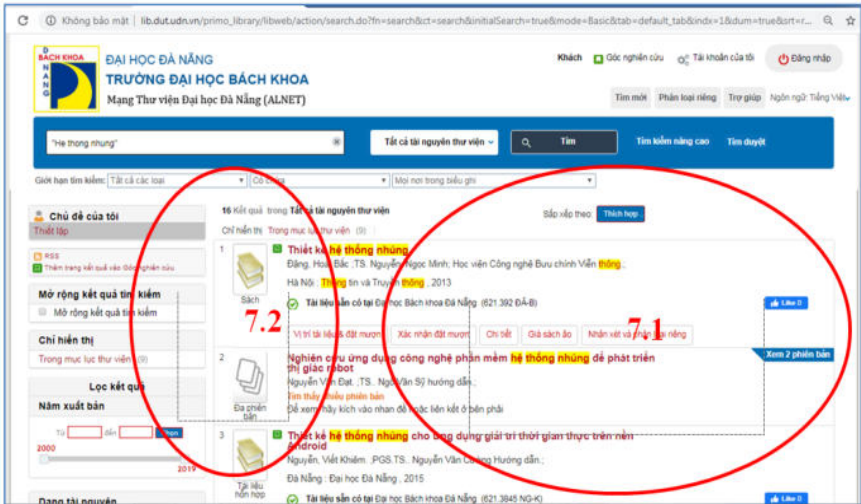 Không bảo mật | lib.dut.udn.vn/primo_library/libweb/action/search.do?fn=search&ct=search&initialSearch=true&mode=Basic&tab=default_tab&indx=1&dum=true&srt=r...
BÁCH KHOA
DANANG
ĐẠI HỌC ĐÀ NẴNG
TRƯỜNG ĐẠI HỌC BÁCH KHOA
Mạng Thư viện Đại học Đà Nẵng (ALNET)
Khách Góc nghiên cứu Tài khoản của tôi Đăng nhập
Tìm mới Phân loại riêng Trợ giúp Ngôn ngữ: Tiếng Việt
"He thong nhung" Tất cả tài nguyên thư viện Tìm Tìm kiếm nâng cao Tìm duyệt
Giới hạn tìm kiếm: Tất cả các loại Có chứa Mọi nơi trong biểu ghi
Chủ đề của tôi
Thiết lập
RSS
Thêm trang kết quả vào Góc nghiên cứu
Mở rộng kết quả tìm kiếm
Mở rộng kết quả tìm kiếm
Chỉ hiển thị
Trong mục lục thư viện (9)
Lọc kết quả
Năm xuất bản
Từ đến Chọn
2000
2019
Dạng tài nguyên
16 Kết quả trong Tất cả tài nguyên thư viện
Sắp xếp theo: Thích hợp
Chỉ hiển thị Trong mục lục thư viện (9)
1
Sách
Thiết kế hệ thống nhúng
Đặng, Hoài Bắc ;TS. Nguyễn Ngọc Minh; Học viện Công nghệ Bưu chính Viễn thông.;
Hà Nội : Thông tin và Truyền thông , 2013
Tài liệu sẵn có tại Đại học Bách khoa Đà Nẵng (621.392 ĐĂ-B)
Like 0
Vị trí tài liệu & đặt mượn Xác nhận đặt mượn Chi tiết Giá sách ảo Nhận xét và phân loại riêng
7.2
7.1
2
Đa phiên bản
Nghiên cứu ứng dụng công nghệ phần mềm hệ thống nhúng để phát triển
thị giác robot
Xem 2 phiên bản
Nguyễn Văn Đạt. ;TS.. Ngô Văn Sỹ hướng dẫn.;
Tìm thấy nhiều phiên bản
Để xem hãy kích vào nhan đề hoặc liên kết ở bên phải
3
Tài liệu hỗn hợp
Thiết kế hệ thống nhúng cho ứng dụng giải trí thời gian thực trên nền
Android
Nguyễn, Viết Khiêm. ;PGS.TS.. Nguyễn Văn Cường Hướng dẫn.;
Đà Nẵng : Đại học Đà Nẵng , 2015
Tài liệu sẵn có tại Đại học Bách khoa Đà Nẵng (621.3845 NG-K)
Like 0